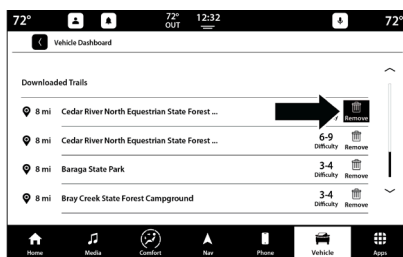 72° 72° OUT 12:32 72°
Vehicle Dashboard
Downloaded Trails
8 mi Cedar River North Equestrian State Forest ... Remove
8 mi Cedar River North Equestrian State Forest ... 6-9 Difficulty Remove
8 mi Baraga State Park 3-4 Difficulty Remove
8 mi Bray Creek State Forest Campground 3-4 Difficulty Remove
Home Media Comfort Nav Phone Vehicle Apps